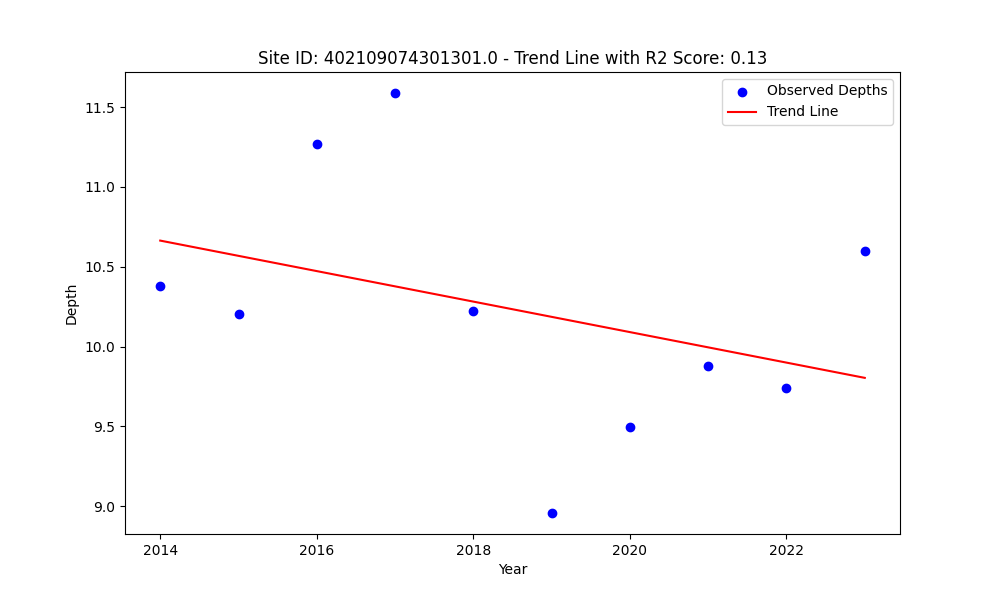 Site ID: 402109074301301.0 - Trend Line with R2 Score: 0.13
Observed Depths
Trend Line
11.5
11.0
10.5
10.0
9.5
9.0
Depth
2014
2016
2018
2020
2022
Year